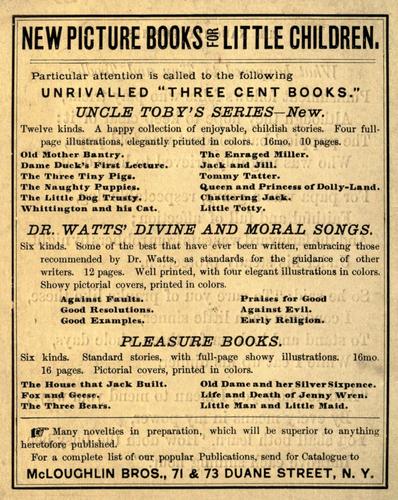 NEW PICTURE BOOKS FOR LITTLE CHILDREN.
Particular attention is called to the following
UNRIVALLED "THREE CENT BOOKS."
UNCLE TOBY'S SERIES—New.
Twelve kinds. A happy collection of enjoyable, childish stories. Four full-
page illustrations, elegantly printed in colors. 16mo. 10 pages.
Old Mother Bantry. The Enraged Miller.
Dame Duck's First Lecture. Jack and Jill.
The Three Tiny Pigs. Tommy Tatter.
The Naughty Puppies. Queen and Princess of Dolly-Land.
The Little Dog Trusty. Chattering Jack.
Whittington and his Cat. Little Totty.
DR. WATTS' DIVINE AND MORAL SONGS.
Six kinds. Some of the best that have ever been written, embracing those
recommended by Dr. Watts, as standards for the guidance of other
writers. 12 pages. Well printed, with four elegant illustrations in colors.
Showy pictorial covers, printed in colors.
Against Faults. Praises for Good
Good Resolutions. Against Evil.
Good Examples. Early Religion.
PLEASURE BOOKS.
Six kinds. Standard stories, with full-page showy illustrations. 16mo.
16 pages. Pictorial covers, printed in colors.
The House that Jack Built. Old Dame and her Silver Sixpence.
Fox and Geese. Life and Death of Jenny Wren.
The Three Bears. Little Man and Little Maid.
☞ Many novelties in preparation, which will be superior to anything
heretofore published.
For a complete list of our popular Publications, send for Catalogue to
McLOUGHLIN BROS., 71 & 73 DUANE STREET, N. Y.